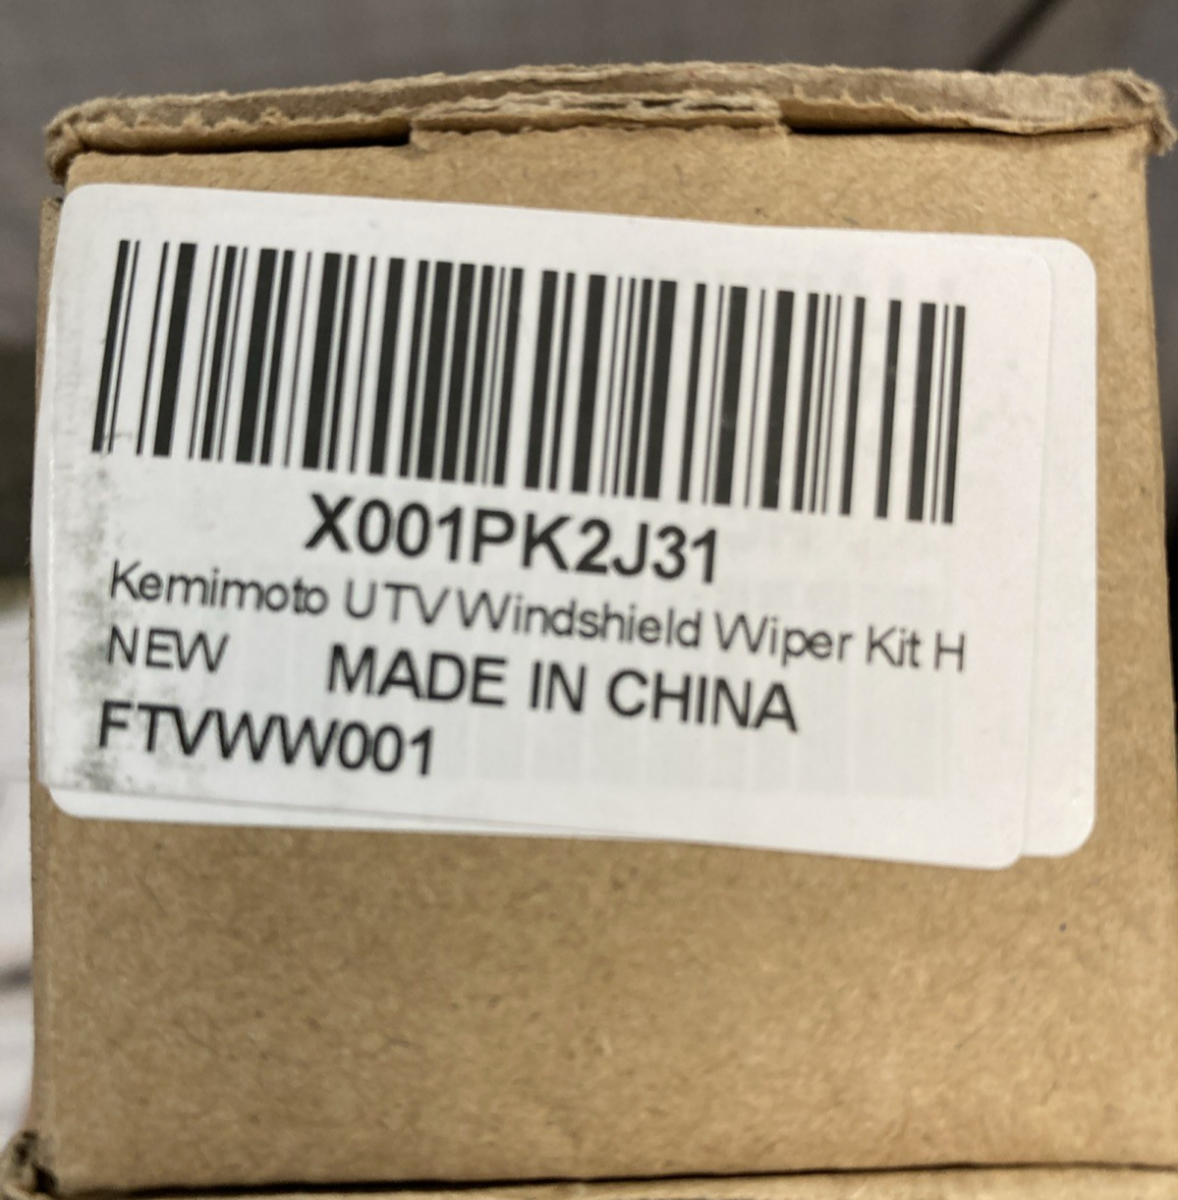 X001PK2J31
Kemimoto UTV Windshield Wiper Kit H
NEW MADE IN CHINA
FTVWW001